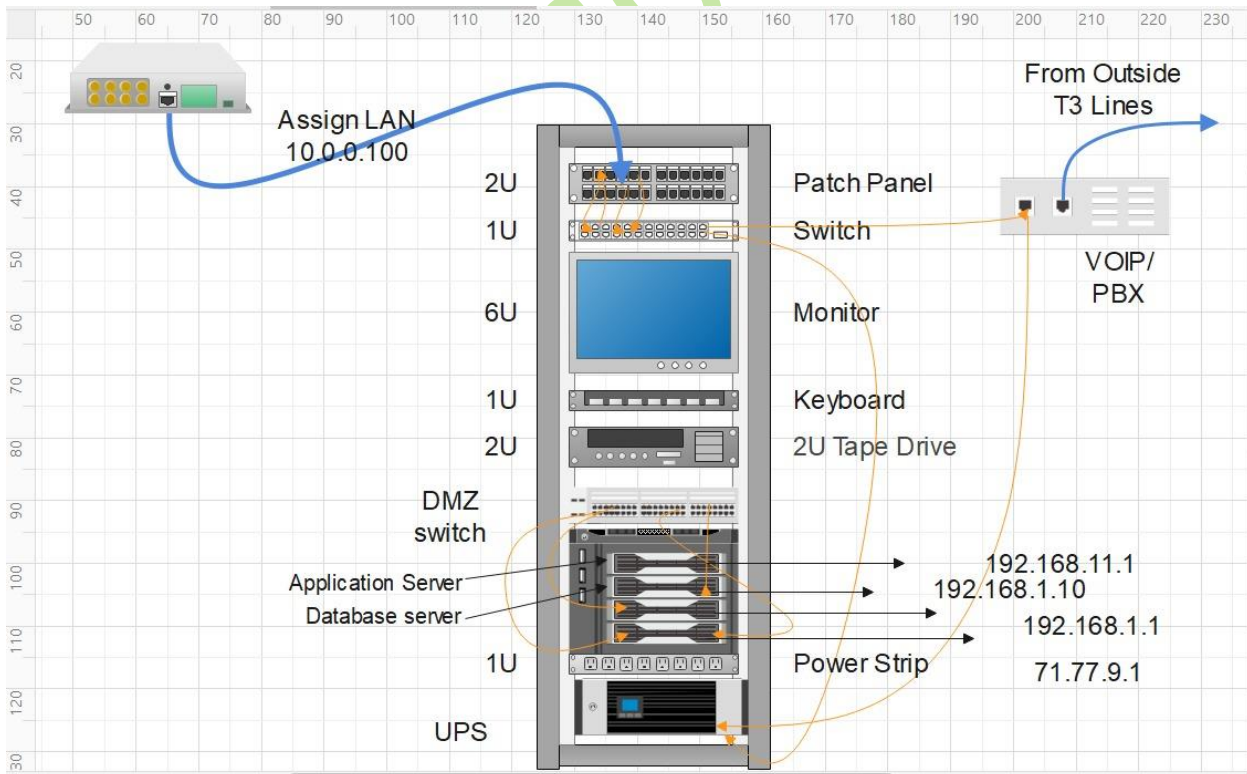 50 60 70 80 90 100 110 120 130 140 150 160 170 180 190 200 210 220 230
20
30
40
50
60
70
80
90
100
110
120
30
From Outside
T3 Lines
Assign LAN
10.0.0.100
2U
Patch Panel
1U
Switch
VOIP/
PBX
6U
Monitor
1U
Keyboard
2U
2U Tape Drive
DMZ
switch
Application Server
192.168.11.1
192.168.1.10
Database server
192.168.1.1
1U
Power Strip
71.77.9.1
UPS